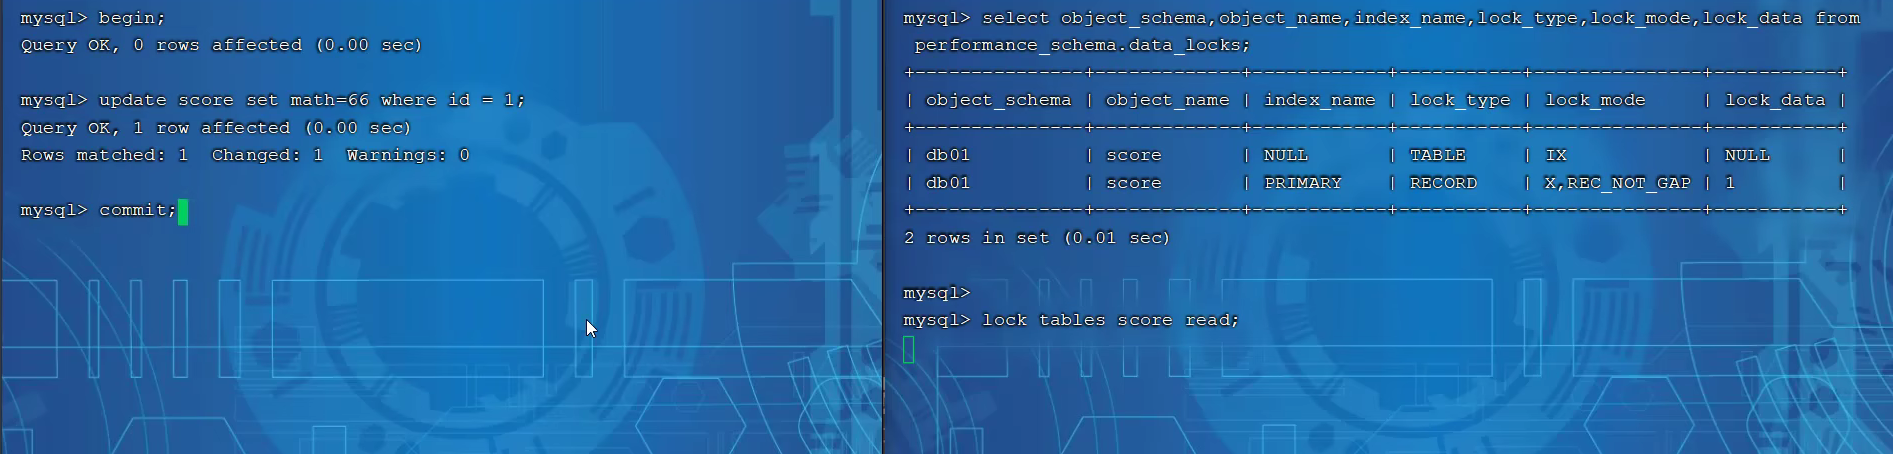 mysql> begin;
Query OK, 0 rows affected (0.00 sec)

mysql> update score set math=66 where id = 1;
Query OK, 1 row affected (0.00 sec)
Rows matched: 1  Changed: 1  Warnings: 0

mysql> commit;
mysql> select object_schema,object_name,index_name,lock_type,lock_mode,lock_data from
 performance_schema.data_locks;
+---------------+-------------+------------+-----------+---------------+-----------+
| object_schema | object_name | index_name | lock_type | lock_mode     | lock_data |
+---------------+-------------+------------+-----------+---------------+-----------+
| db01          | score       | NULL       | TABLE     | IX            | NULL      |
| db01          | score       | PRIMARY    | RECORD    | X,REC_NOT_GAP | 1         |
+---------------+-------------+------------+-----------+---------------+-----------+
2 rows in set (0.01 sec)

mysql>
mysql> lock tables score read;